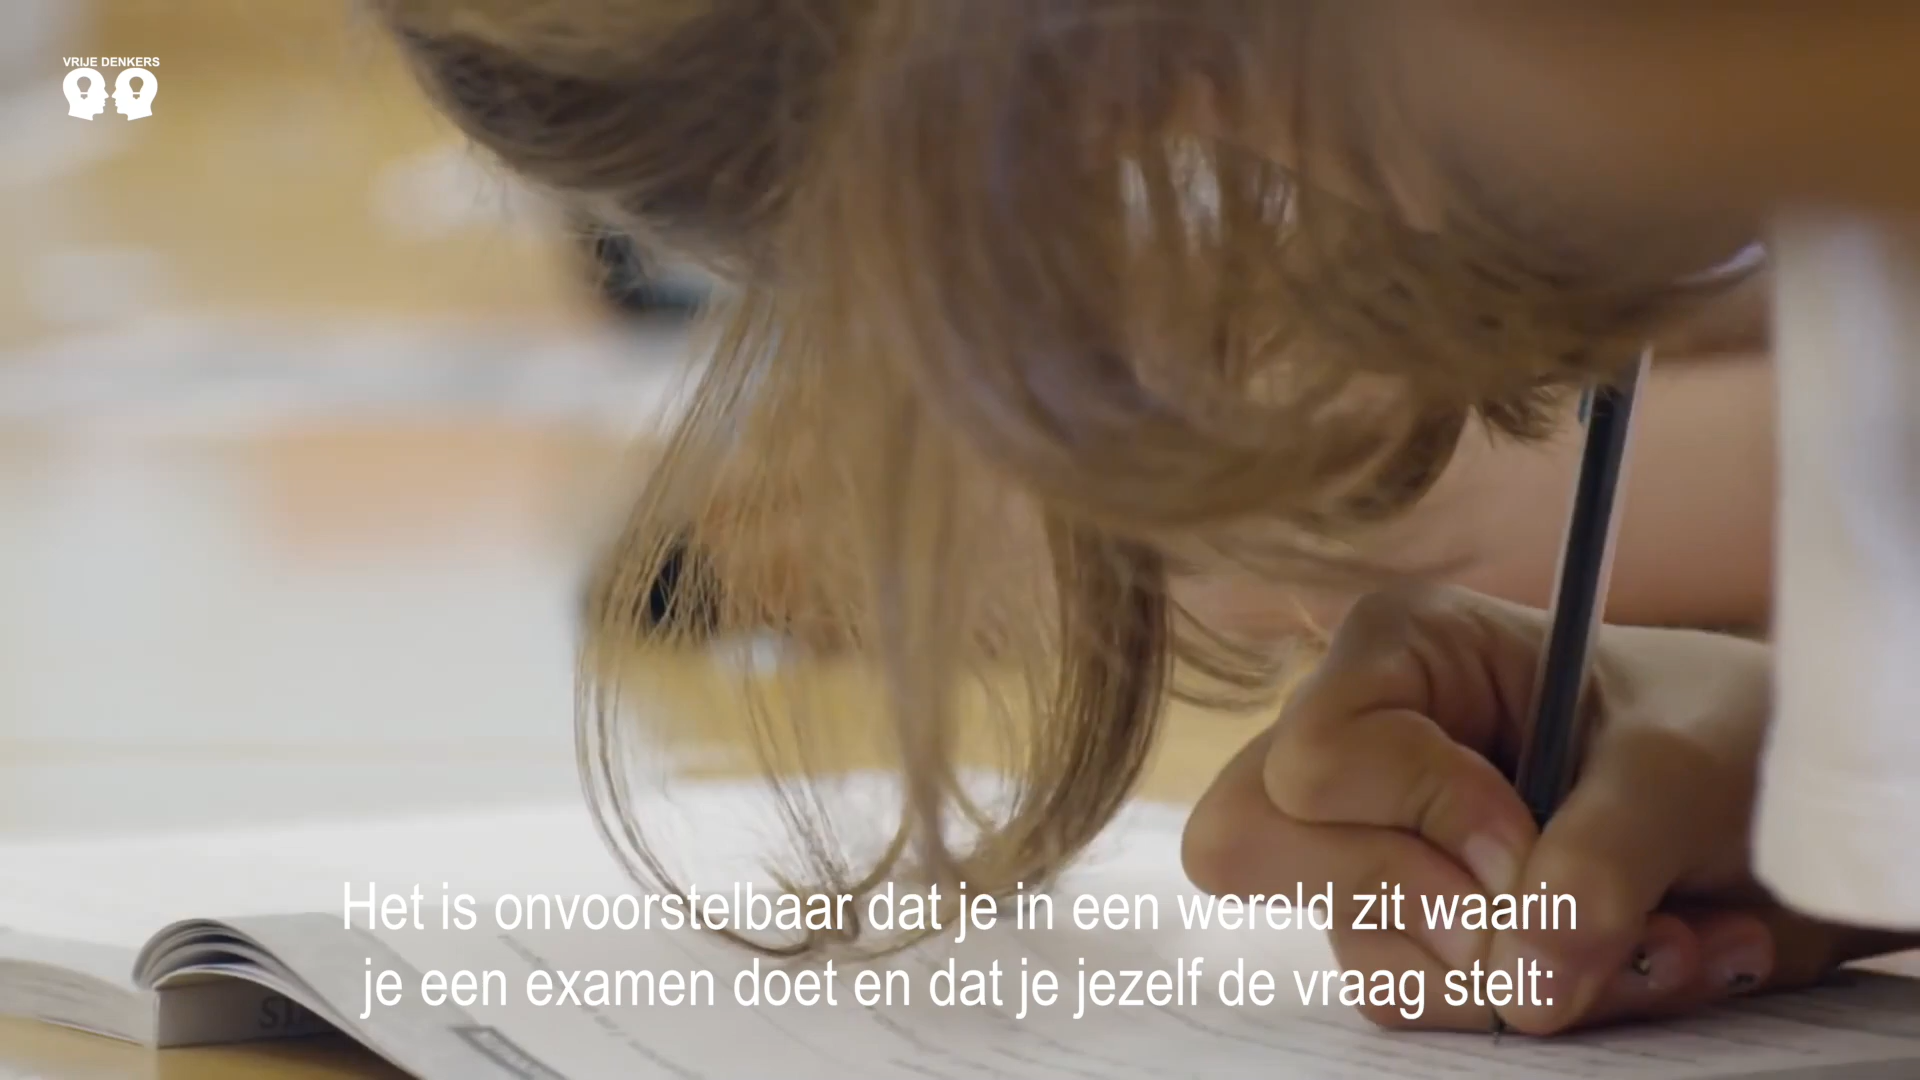 VRIJE DENKERS
Het is onvoorstelbaar dat je in een wereld zit waarin
je een examen doet en dat je jezelf de vraag stelt: